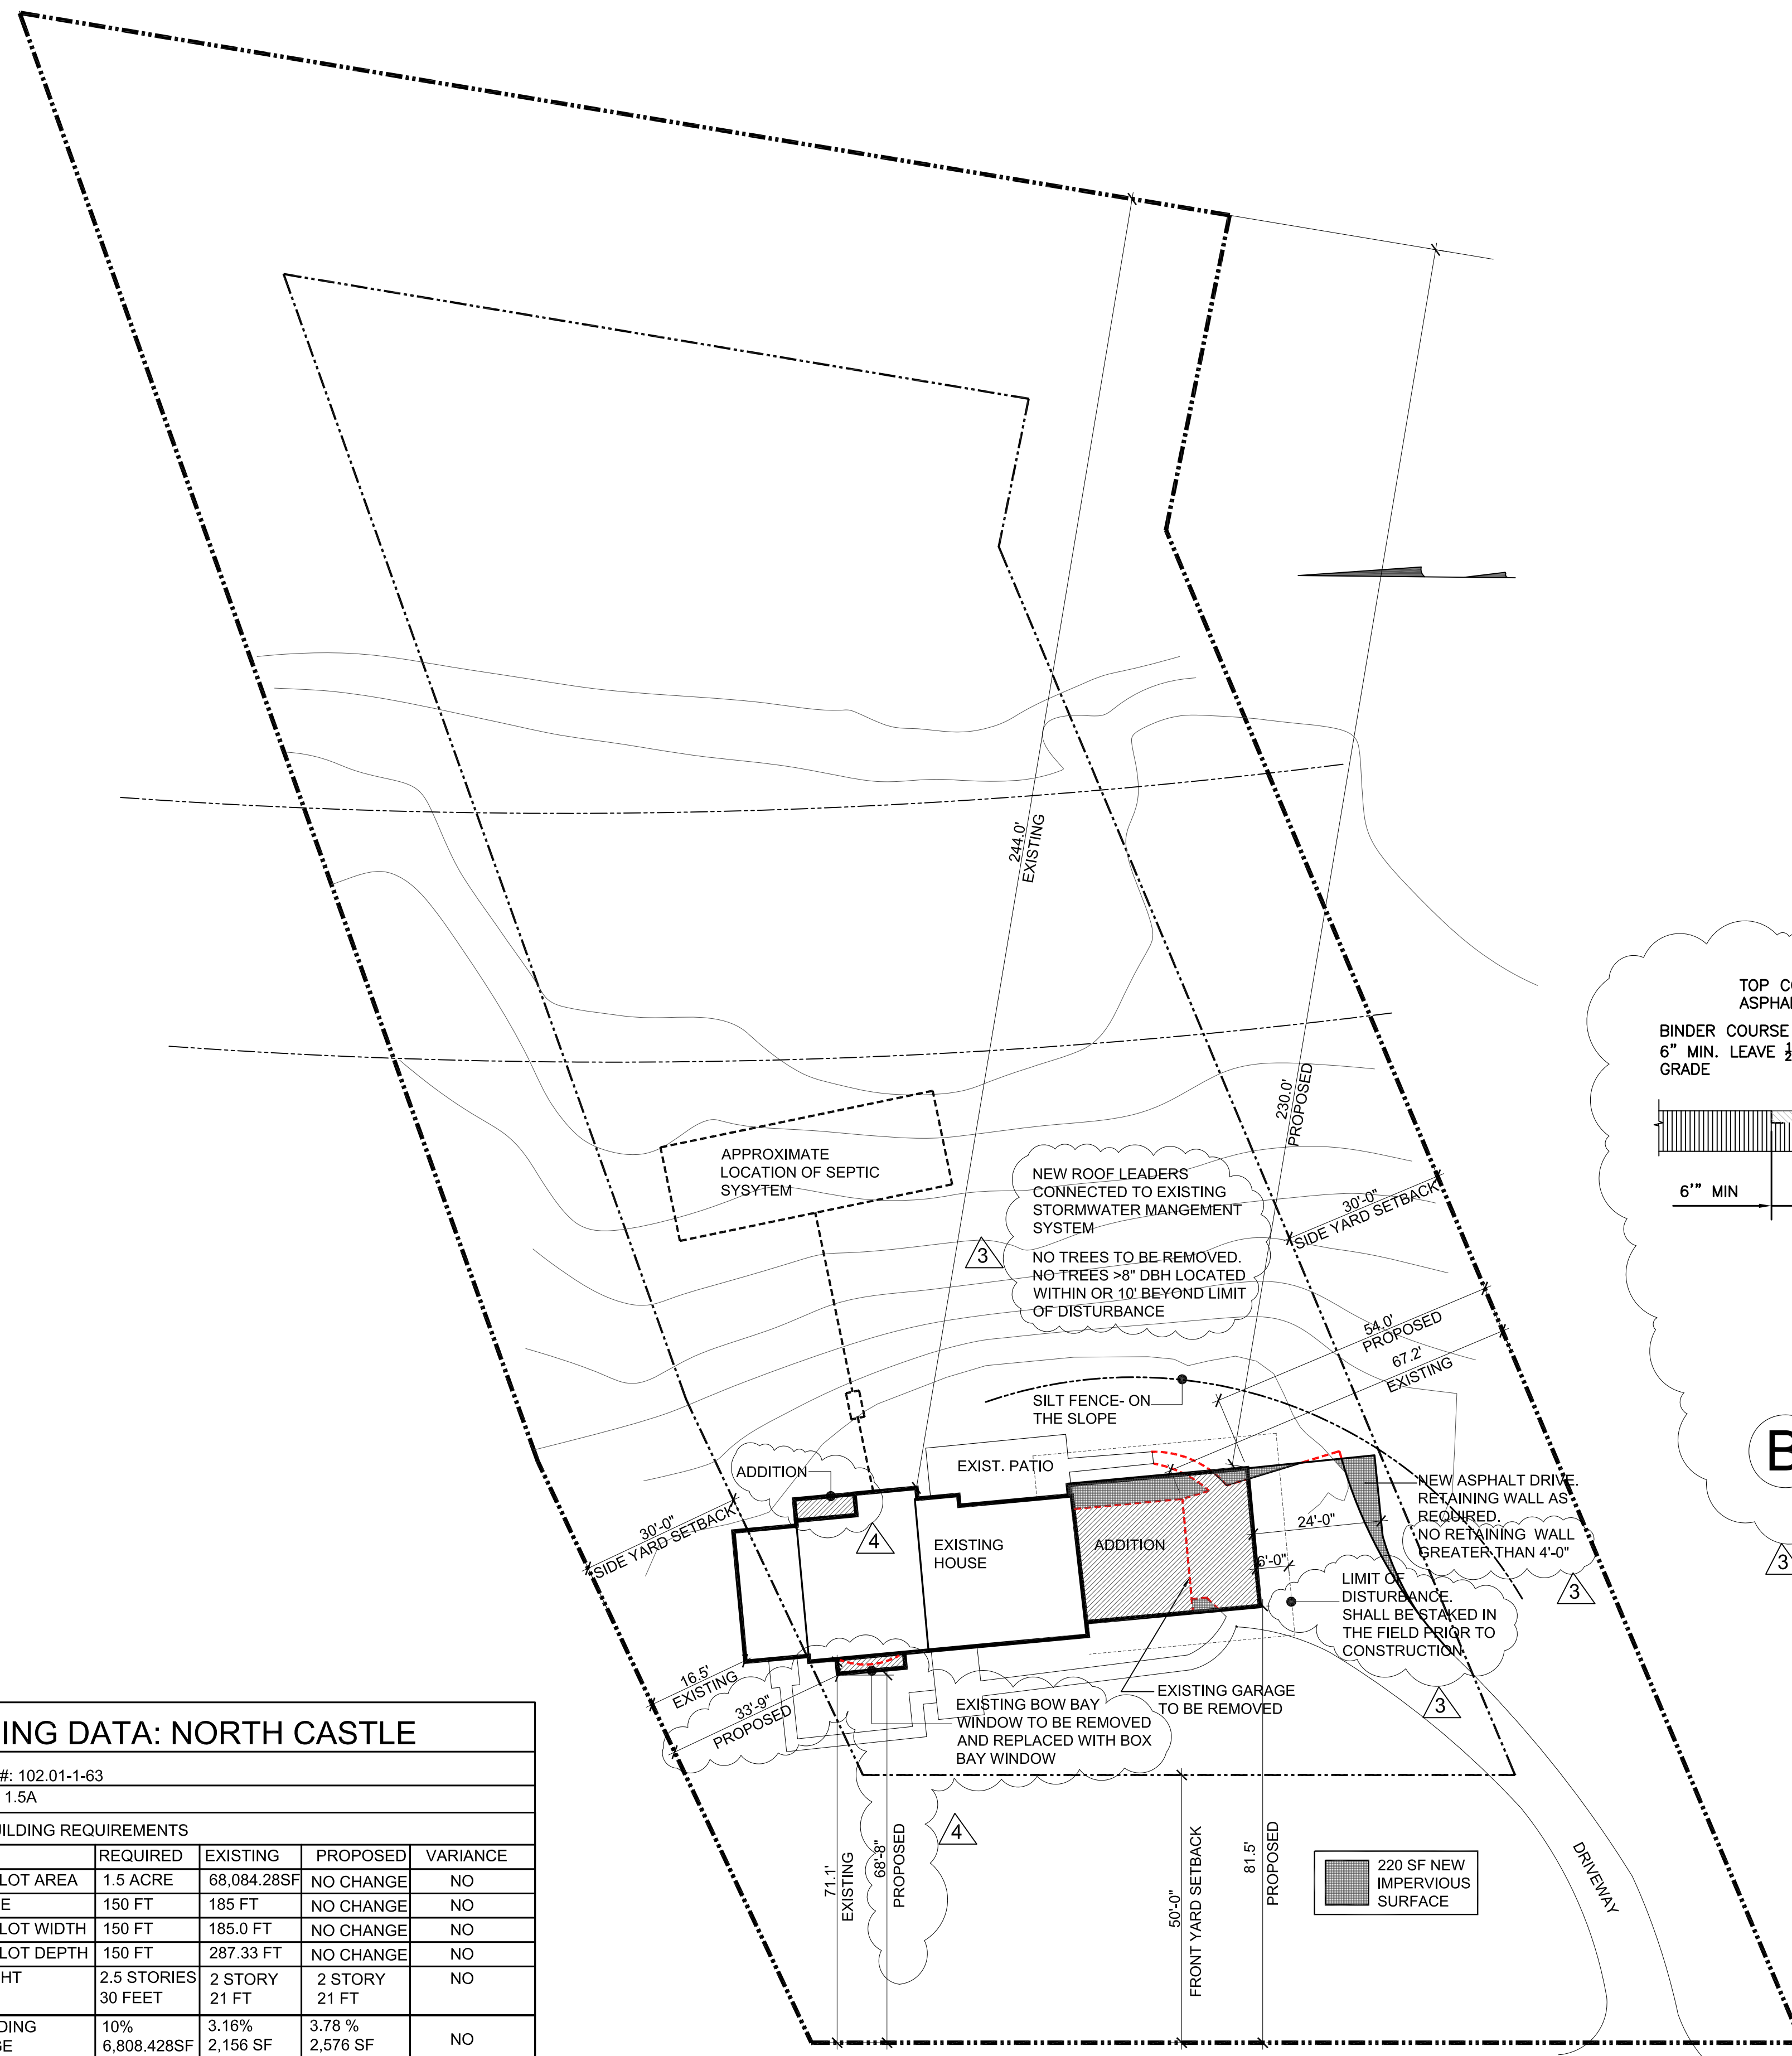 244.0'
EXISTING
230.0'
PROPOSED
TOP
BINDER COURSE
6" MIN. LEAVE 1/2
GRADE
6'" MIN
B
3
APPROXIMATE
LOCATION OF SEPTIC
SYSYTEM
NEW ROOF LEADERS
CONNECTED TO EXISTING
STORMWATER MANGEMENT
SYSTEM
NO TREES TO BE REMOVED.
NO TREES >8" DBH LOCATED
WITHIN OR 10' BEYOND LIMIT
OF DISTURBANCE
3
30'-0"
SIDE YARD SETBACK
54.0'
PROPOSED
67.2'
EXISTING
SILT FENCE- ON
THE SLOPE
EXIST. PATIO
ADDITION
4
30'-0"
SIDE YARD SETBACK
EXISTING
HOUSE
ADDITION
24'-0"
6'-0"
NEW ASPHALT DRIVE.
RETAINING WALL AS
REQUIRED.
NO RETAINING WALL
GREATER THAN 4'-0"
3
LIMIT OF
DISTURBANCE.
SHALL BE STAKED IN
THE FIELD PRIOR TO
CONSTRUCTION
3
16.5'
EXISTING
33'-9"
PROPOSED
EXISTING BOW BAY
WINDOW TO BE REMOVED
AND REPLACED WITH BOX
BAY WINDOW
4
EXISTING GARAGE
TO BE REMOVED
71.1'
EXISTING
68'-8"
PROPOSED
50'-0"
FRONT YARD SETBACK
81.5'
PROPOSED
220 SF NEW
IMPERVIOUS
SURFACE
DRIVEWAY
ING DATA: NORTH CASTLE
#: 102.01-1-63
1.5A
ILDING REQUIREMENTS
REQUIRED EXISTING PROPOSED VARIANCE
LOT AREA 1.5 ACRE 68,084.28SF NO CHANGE NO
E 150 FT 185 FT NO CHANGE NO
LOT WIDTH 150 FT 185.0 FT NO CHANGE NO
LOT DEPTH 150 FT 287.33 FT NO CHANGE NO
HT 2.5 STORIES 2 STORY 2 STORY NO
30 FEET 21 FT 21 FT
DING 10% 3.16% 3.78 % NO
GE 6,808.428SF 2,156 SF 2,576 SF